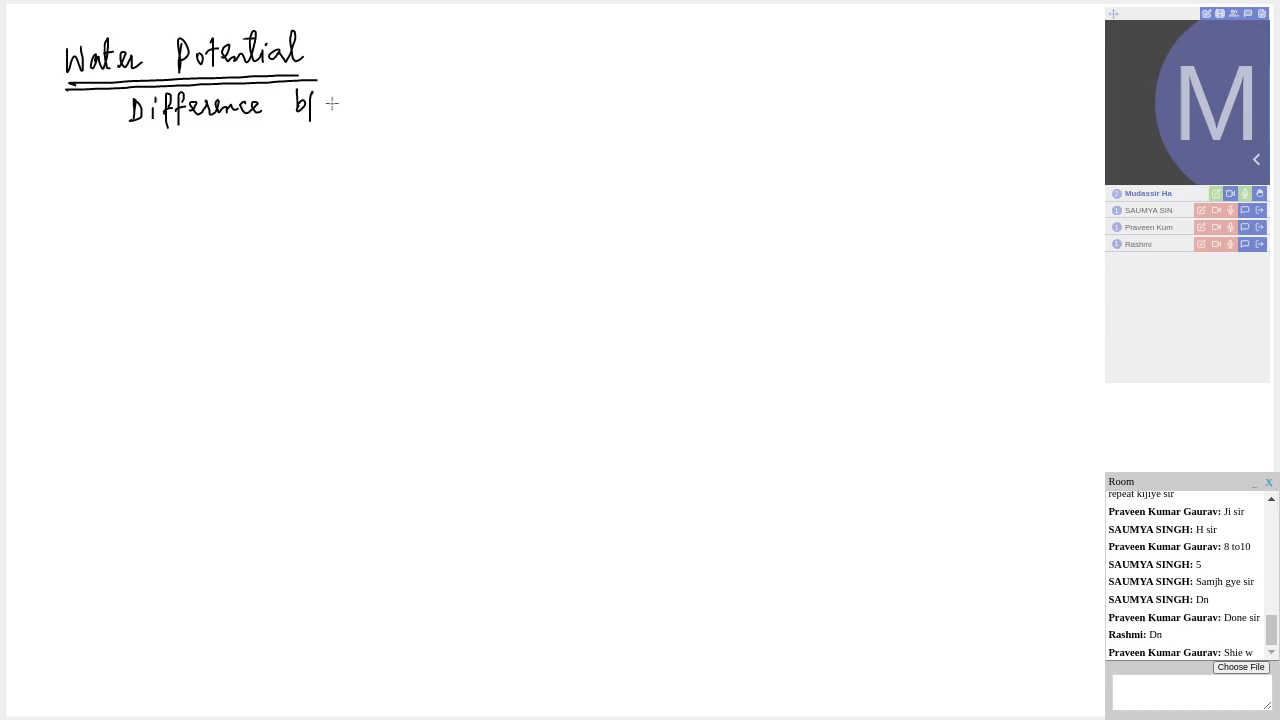 Water Potential
Difference b/
M
Mudassir Ha
SAUMYA SIN
Praveen Kum
Rashmi
Room _ X
repeat kijiye sir
Praveen Kumar Gaurav: Ji sir
SAUMYA SINGH: H sir
Praveen Kumar Gaurav: 8 to10
SAUMYA SINGH: 5
SAUMYA SINGH: Samjh gye sir
SAUMYA SINGH: Dn
Praveen Kumar Gaurav: Done sir
Rashmi: Dn
Praveen Kumar Gaurav: Shie w
Choose File